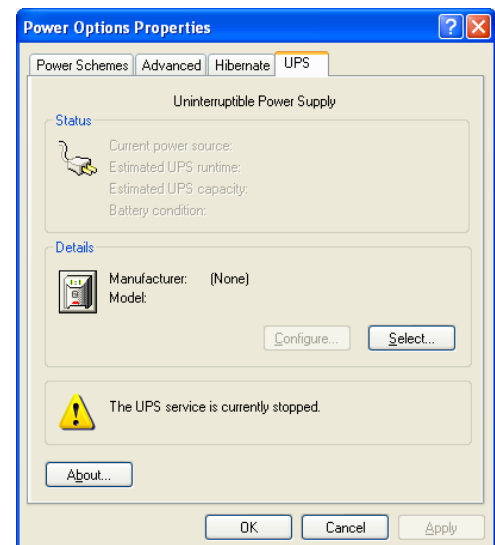 Power Options Properties
Power Schemes Advanced Hibernate UPS
Uninterruptible Power Supply
Status
Current power source:
Estimated UPS runtime:
Estimated UPS capacity:
Battery condition:
Details
Manufacturer: (None)
Model:
Configure... Select...
The UPS service is currently stopped.
About...
OK Cancel Apply